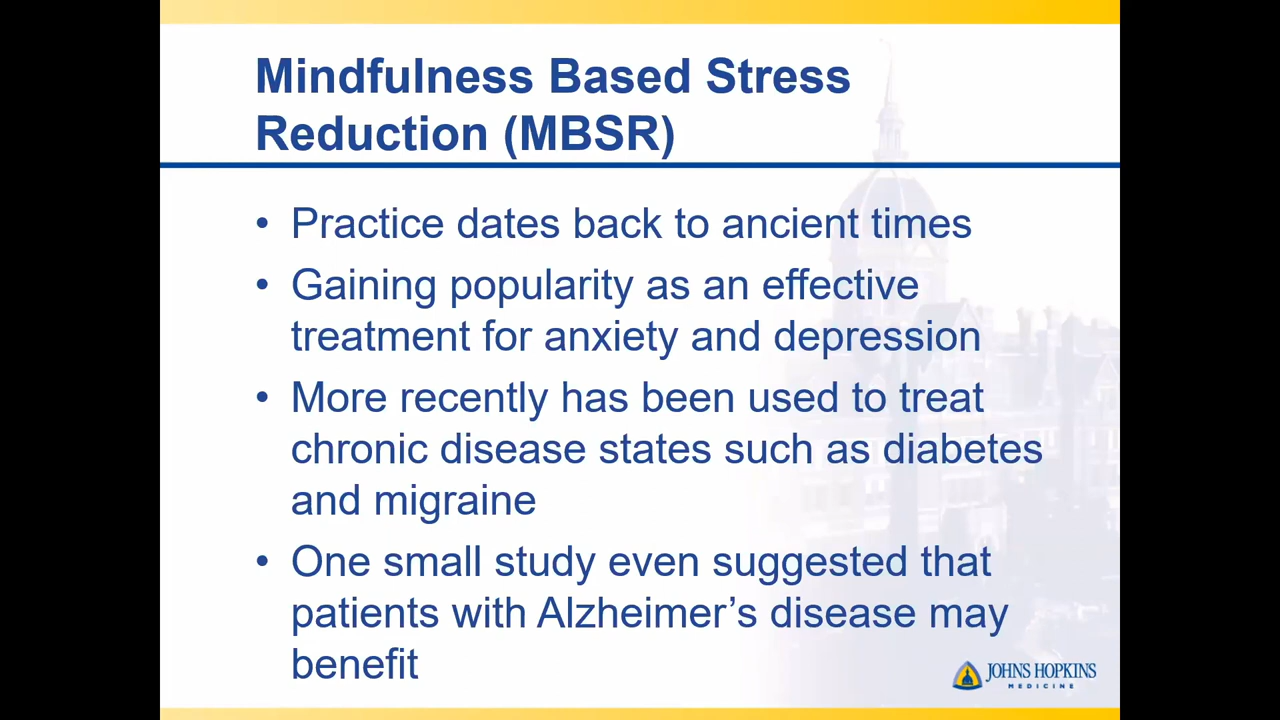 Mindfulness Based Stress
Reduction (MBSR)
• Practice dates back to ancient times
• Gaining popularity as an effective
treatment for anxiety and depression
• More recently has been used to treat
chronic disease states such as diabetes
and migraine
• One small study even suggested that
patients with Alzheimer’s disease may
benefit
JOHNS HOPKINS
MEDICINE